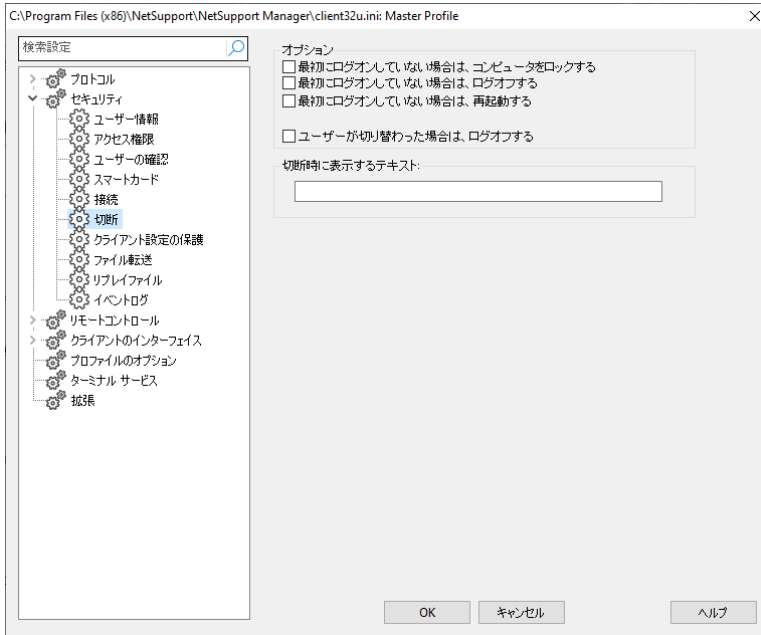 C:\Program Files (x86)\NetSupport\NetSupport Manager\client32u.ini: Master Profile
検索設定
プロトコル
セキュリティ
ユーザー情報
アクセス権限
ユーザーの確認
スマートカード
接続
切断
クライアント設定の保護
ファイル転送
リプレイファイル
イベントログ
リモートコントロール
クライアントのインターフェイス
プロファイルのオプション
ターミナル サービス
拡張
オプション
最初にログオンしていない場合は、コンピュータをロックする
最初にログオンしていない場合は、ログオフする
最初にログオンしていない場合は、再起動する
ユーザーが切り替わった場合は、ログオフする
切断時に表示するテキスト:
OK
キャンセル
ヘルプ